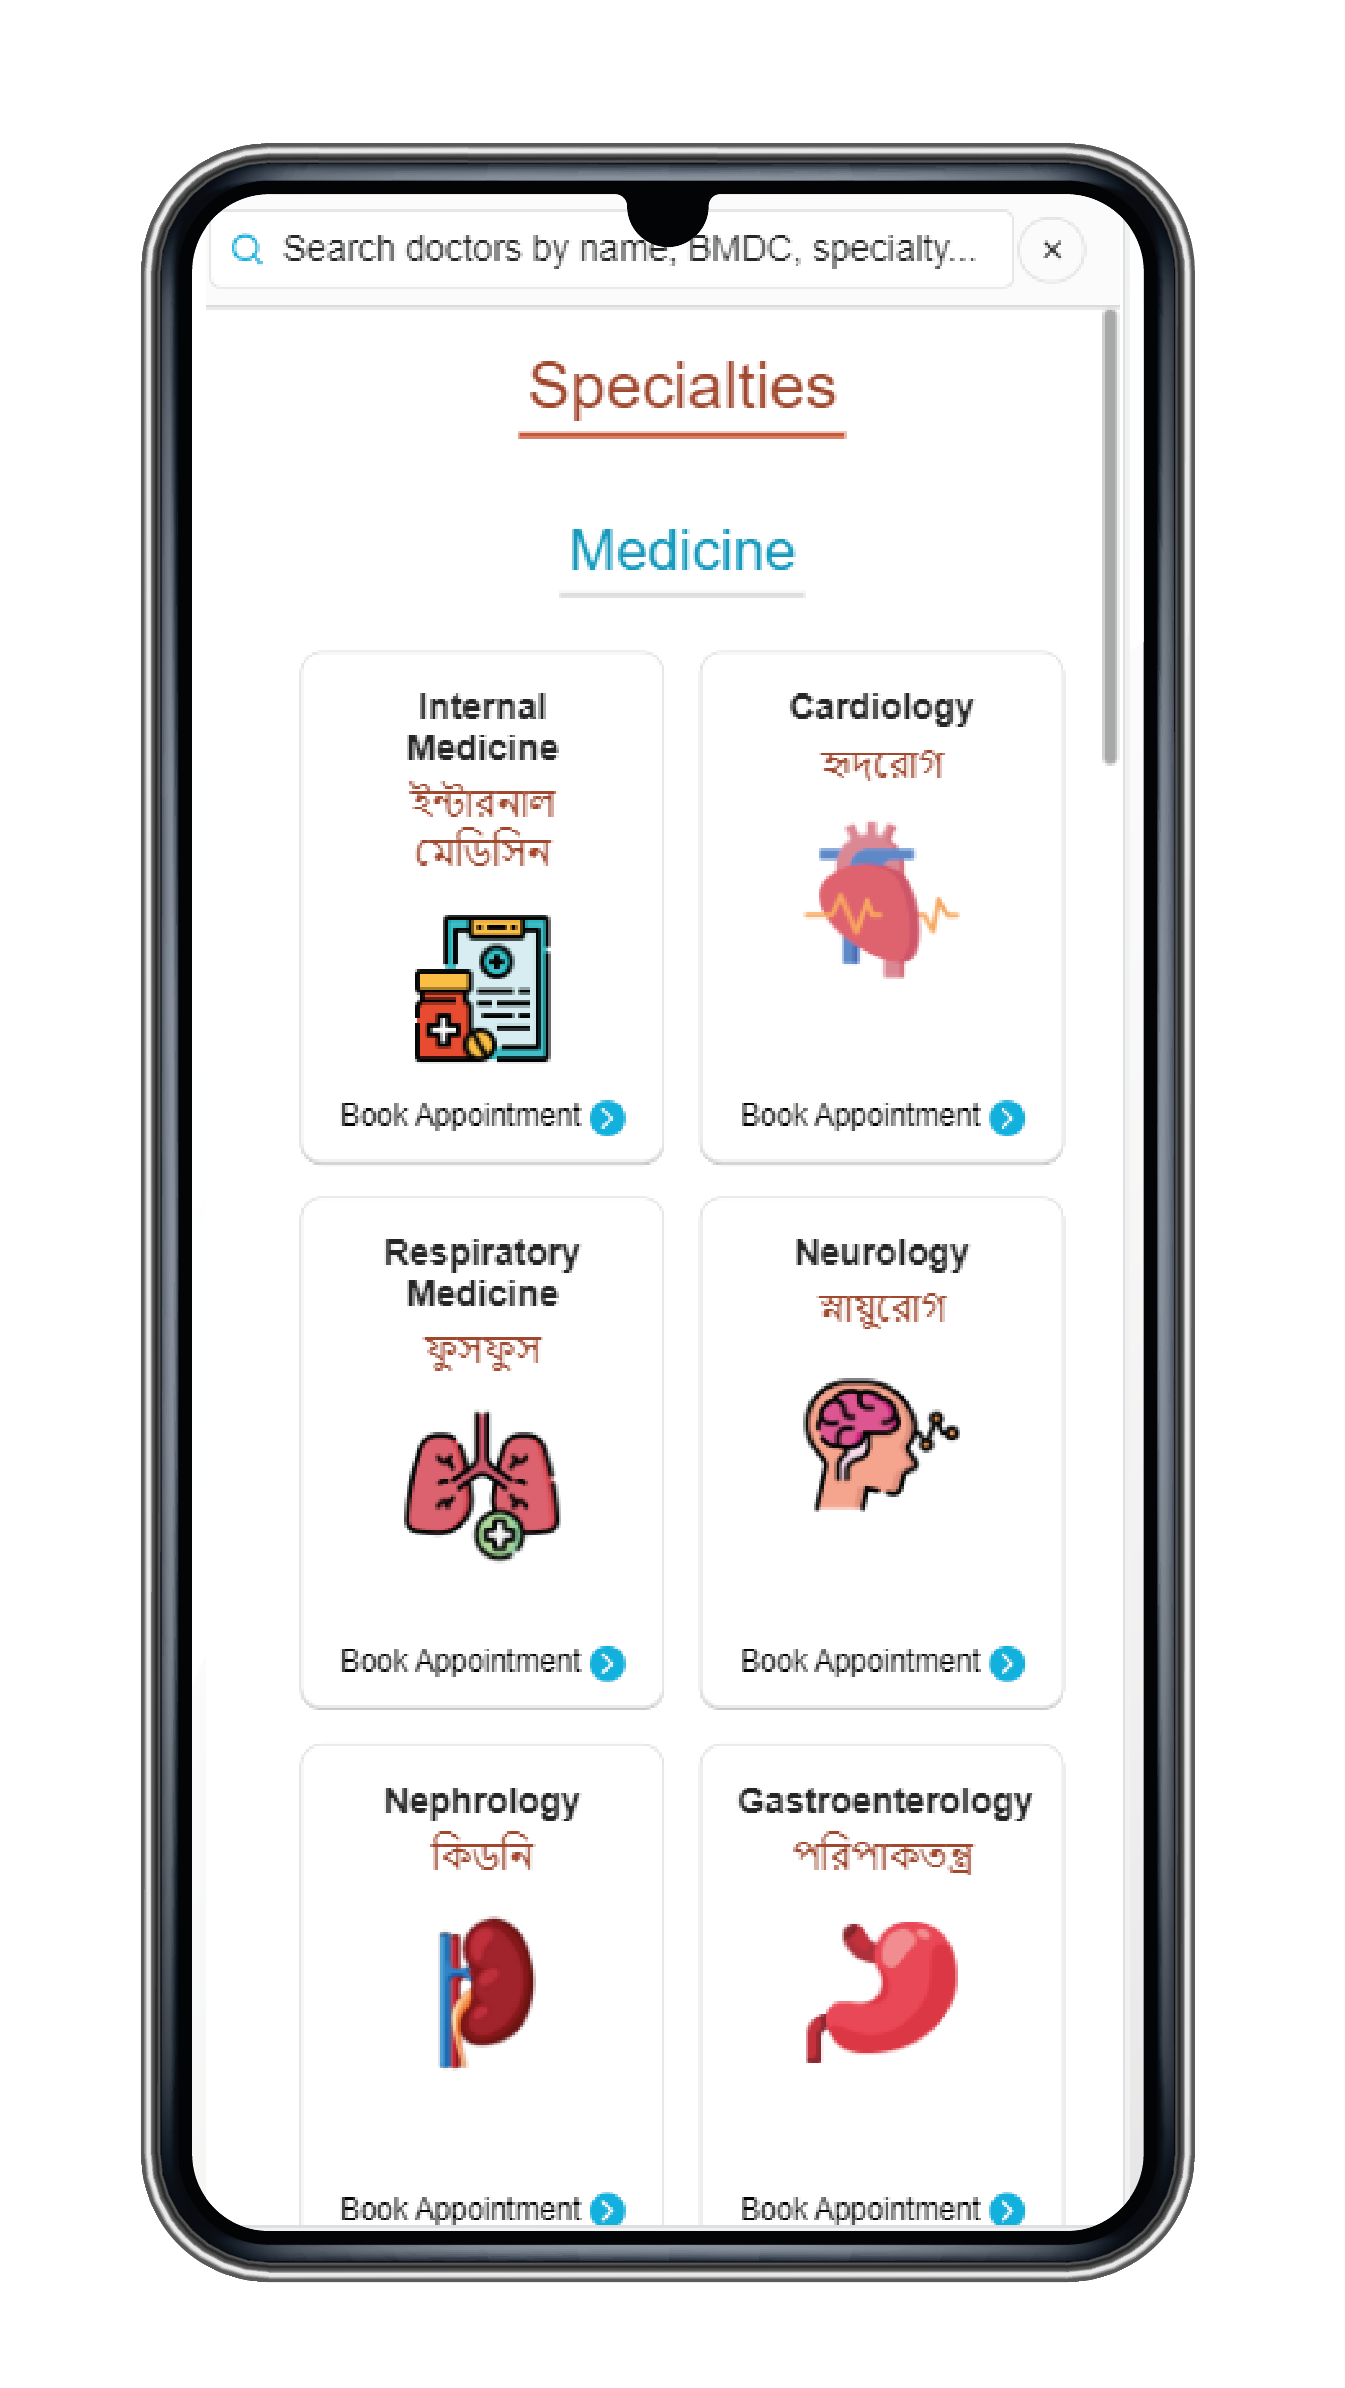 Search doctors by name, BMDC, specialty...
Specialties
Medicine
Internal
Medicine
ইন্টারনাল
মেডিসিন
Book Appointment
Cardiology
হৃদরোগ
Book Appointment
Respiratory
Medicine
ফুসফুস
Book Appointment
Neurology
স্নায়ুরোগ
Book Appointment
Nephrology
কিডনি
Book Appointment
Gastroenterology
পরিপাকতন্ত্র
Book Appointment